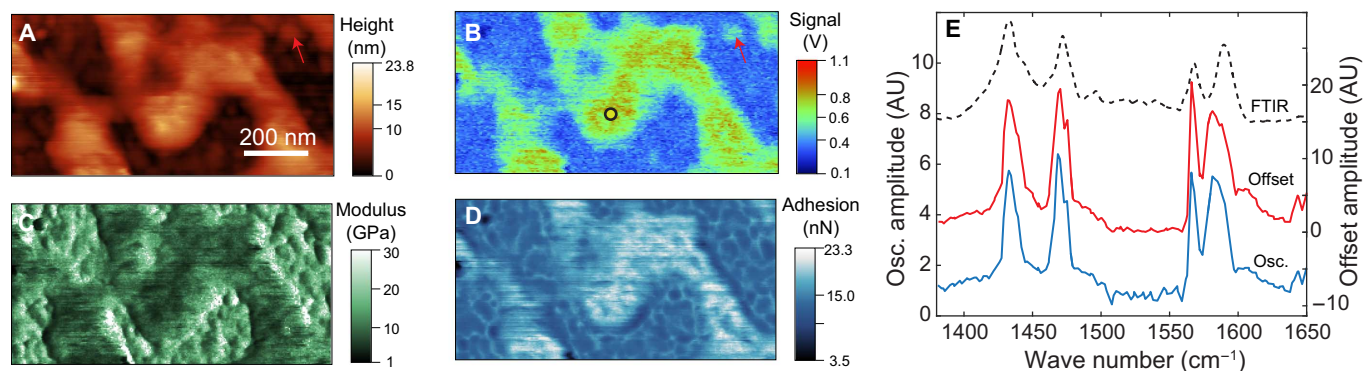 A
200 nm
Height
(nm)
23.8
15
10
0
B
Signal
(V)
1.1
0.8
0.6
0.4
0.1
C
Modulus
(GPa)
30
20
10
1
D
Adhesion
(nN)
23.3
15.0
3.5
E
Osc. amplitude (AU)
10
8
6
4
2
0
FTIR
Offset
Osc.
20
10
0
−10
Offset amplitude (AU)
1400 1450 1500 1550 1600 1650
Wave number (cm⁻¹)